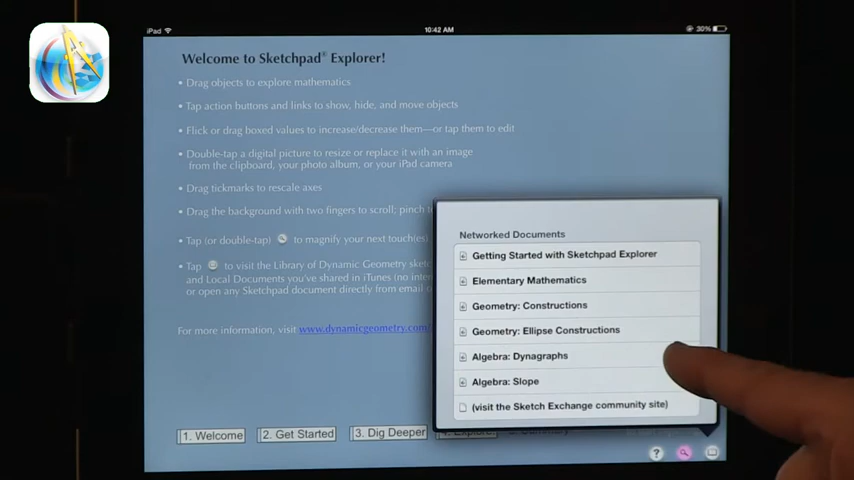 iPad
10:42 AM
30%
Welcome to Sketchpad® Explorer!
• Drag objects to explore mathematics
• Tap action buttons and links to show, hide, and move objects
• Flick or drag boxed values to increase/decrease them—or tap them to edit
• Double-tap a digital picture to resize or replace it with an image
from the clipboard, your photo album, or your iPad camera
• Drag tickmarks to rescale axes
• Drag the background with two fingers to scroll; pinch
• Tap (or double-tap) to magnify your next touch(es).
• Tap to visit the Library of Dynamic Geometry
and Local Documents you've shared in iTunes (no
or open any Sketchpad document directly from email
For more information, visit www.dynamicgeometry.com/
Networked Documents
Getting Started with Sketchpad Explorer
Elementary Mathematics
Geometry: Constructions
Geometry: Ellipse Constructions
Algebra: Dynagraphs
Algebra: Slope
(visit the Sketch Exchange community site)
1. Welcome
2. Get Started
3. Dig Deeper
?